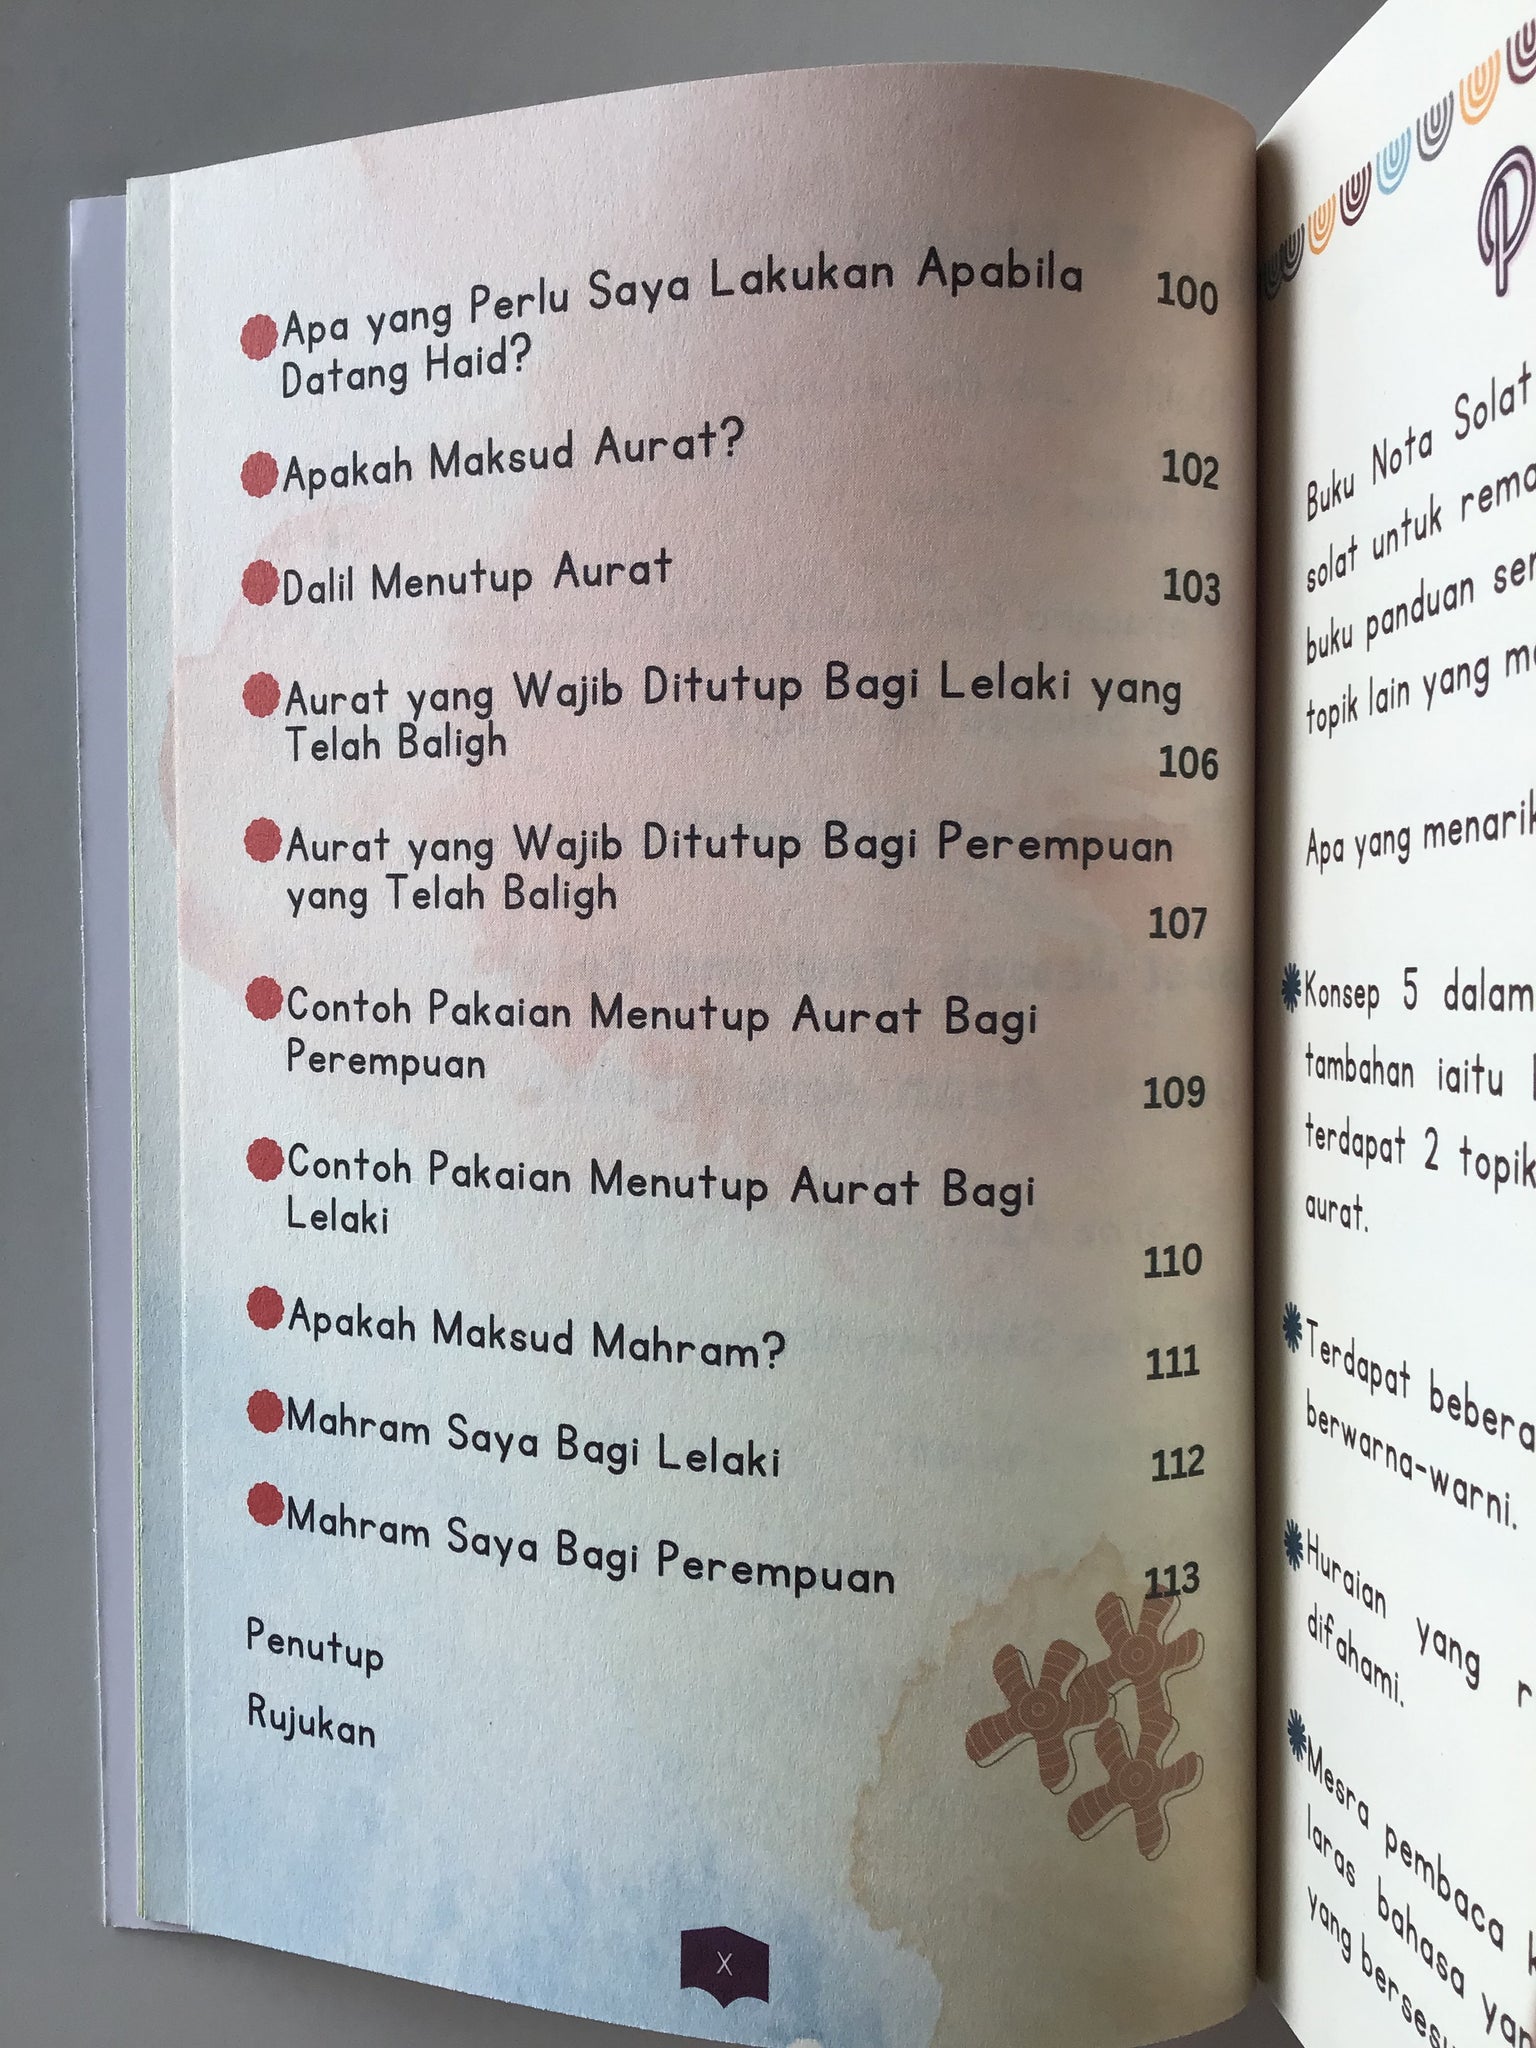 Apa yang Perlu Saya Lakukan Apabila 100
Datang Haid?
Apakah Maksud Aurat? 102
Dalil Menutup Aurat 103
Aurat yang Wajib Ditutup Bagi Lelaki yang
Telah Baligh 106
Aurat yang Wajib Ditutup Bagi Perempuan
yang Telah Baligh 107
Contoh Pakaian Menutup Aurat Bagi
Perempuan 109
Contoh Pakaian Menutup Aurat Bagi
Lelaki 110
Apakah Maksud Mahram? 111
Mahram Saya Bagi Lelaki 112
Mahram Saya Bagi Perempuan 113
Penutup
Rujukan
X
P
Buku Nota Solat
solat untuk
buku panduan
topik lain yang
Apa yang
Konsep 5 dalam
tambahan iaitu
terdapat 2 topik
aurat.
Terdapat
berwarna-warni.
Huraian yang
difahami.
Mesra pembaca
laras bahasa
yang